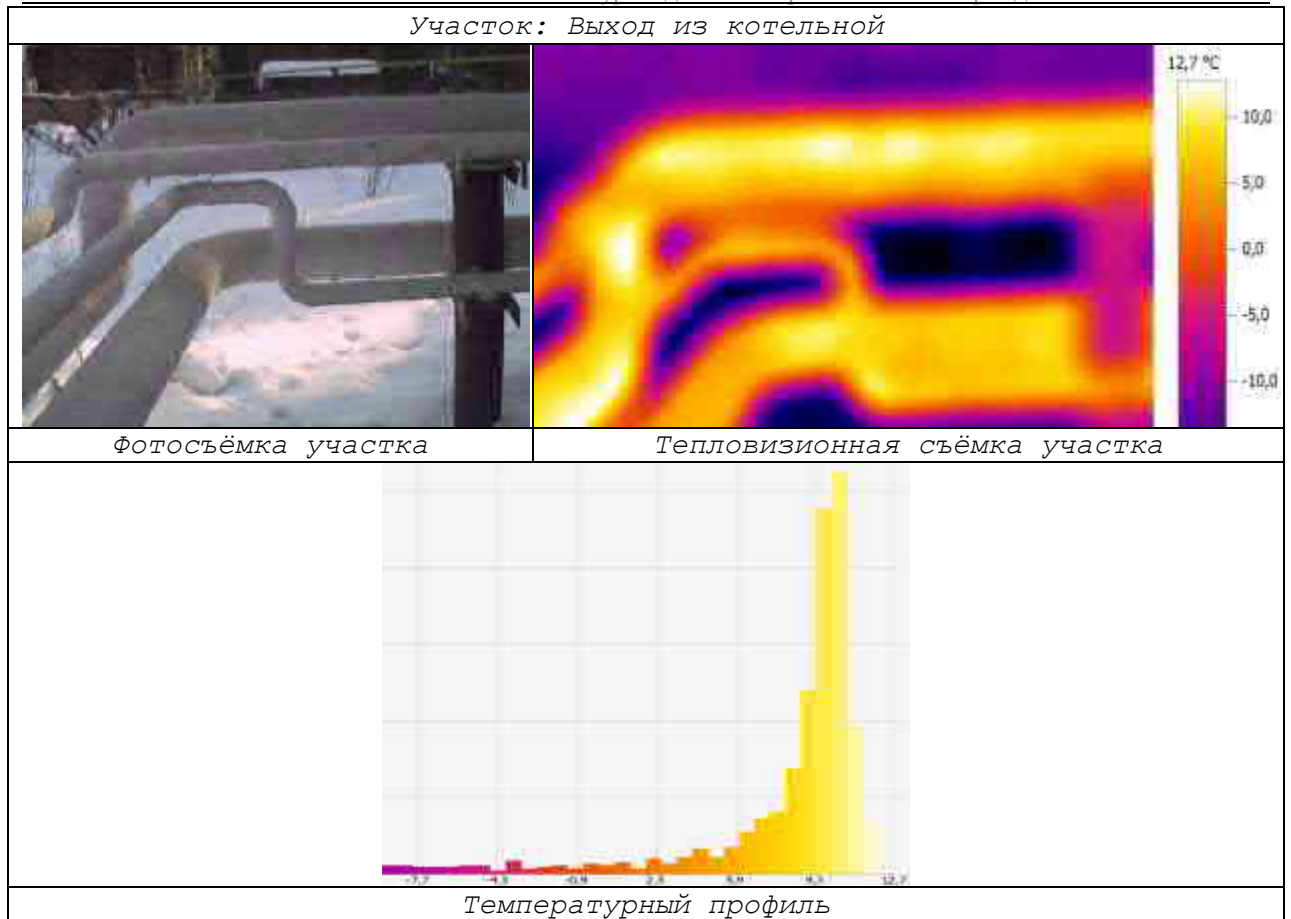 Участок: Выход из котельной
12,7 °C
10,0
5,0
0,0
-5,0
-10,0
Фотосъёмка участка
Тепловизионная съёмка участка
-7,7
-4,3
-0,9
2,5
5,9
9,3
12,7
Температурный профиль